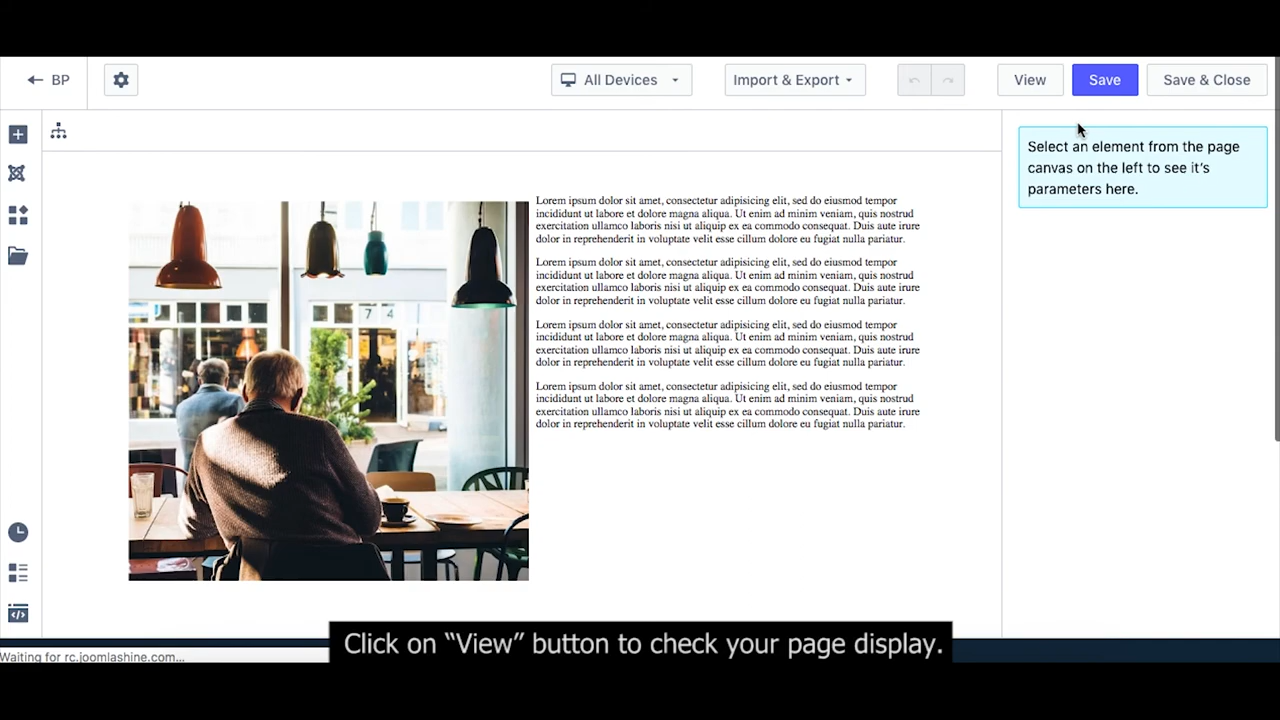 BP
All Devices
Import & Export
View
Save
Save & Close
Select an element from the page
canvas on the left to see it's
parameters here.
Lorem ipsum dolor sit amet, consectetur adipisicing elit, sed do eiusmod tempor
incididunt ut labore et dolore magna aliqua. Ut enim ad minim veniam, quis nostrud
exercitation ullamco laboris nisi ut aliquip ex ea commodo consequat. Duis aute irure
dolor in reprehenderit in voluptate velit esse cillum dolore eu fugiat nulla pariatur.
Lorem ipsum dolor sit amet, consectetur adipisicing elit, sed do eiusmod tempor
incididunt ut labore et dolore magna aliqua. Ut enim ad minim veniam, quis nostrud
exercitation ullamco laboris nisi ut aliquip ex ea commodo consequat. Duis aute irure
dolor in reprehenderit in voluptate velit esse cillum dolore eu fugiat nulla pariatur.
Lorem ipsum dolor sit amet, consectetur adipisicing elit, sed do eiusmod tempor
incididunt ut labore et dolore magna aliqua. Ut enim ad minim veniam, quis nostrud
exercitation ullamco laboris nisi ut aliquip ex ea commodo consequat. Duis aute irure
dolor in reprehenderit in voluptate velit esse cillum dolore eu fugiat nulla pariatur.
Lorem ipsum dolor sit amet, consectetur adipisicing elit, sed do eiusmod tempor
incididunt ut labore et dolore magna aliqua. Ut enim ad minim veniam, quis nostrud
exercitation ullamco laboris nisi ut aliquip ex ea commodo consequat. Duis aute irure
dolor in reprehenderit in voluptate velit esse cillum dolore eu fugiat nulla pariatur.
7 4
Click on “View” button to check your page display.
Waiting for rc.joomlashine.com...